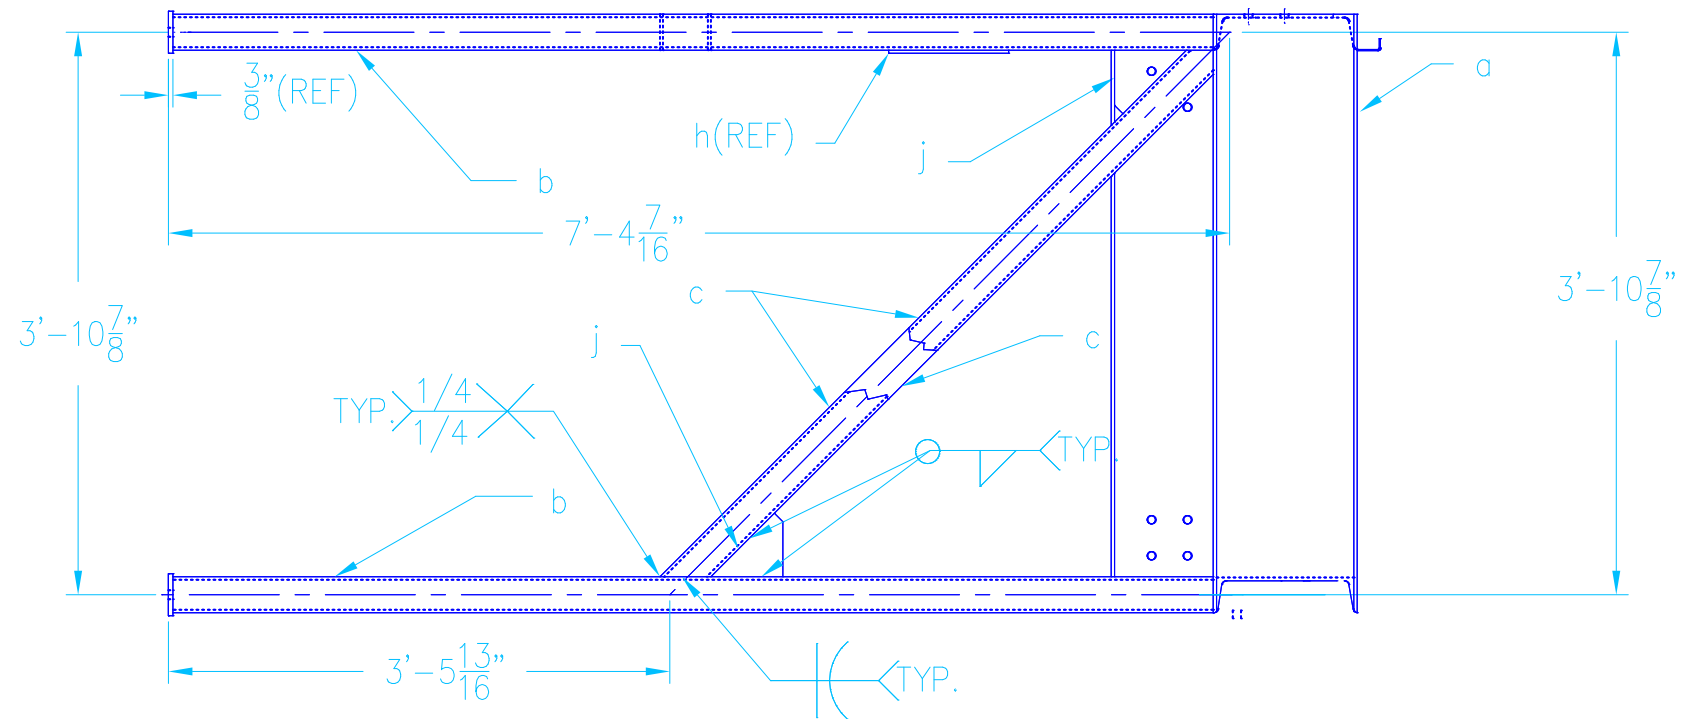 a
3/8”(REF)
h(REF)
j
b
7’-4 7/16”
3’-10 7/8”
c
3’-10 7/8”
j
c
TYP. 1/4
1/4
TYP.
b
3’-5 13/16”
TYP.